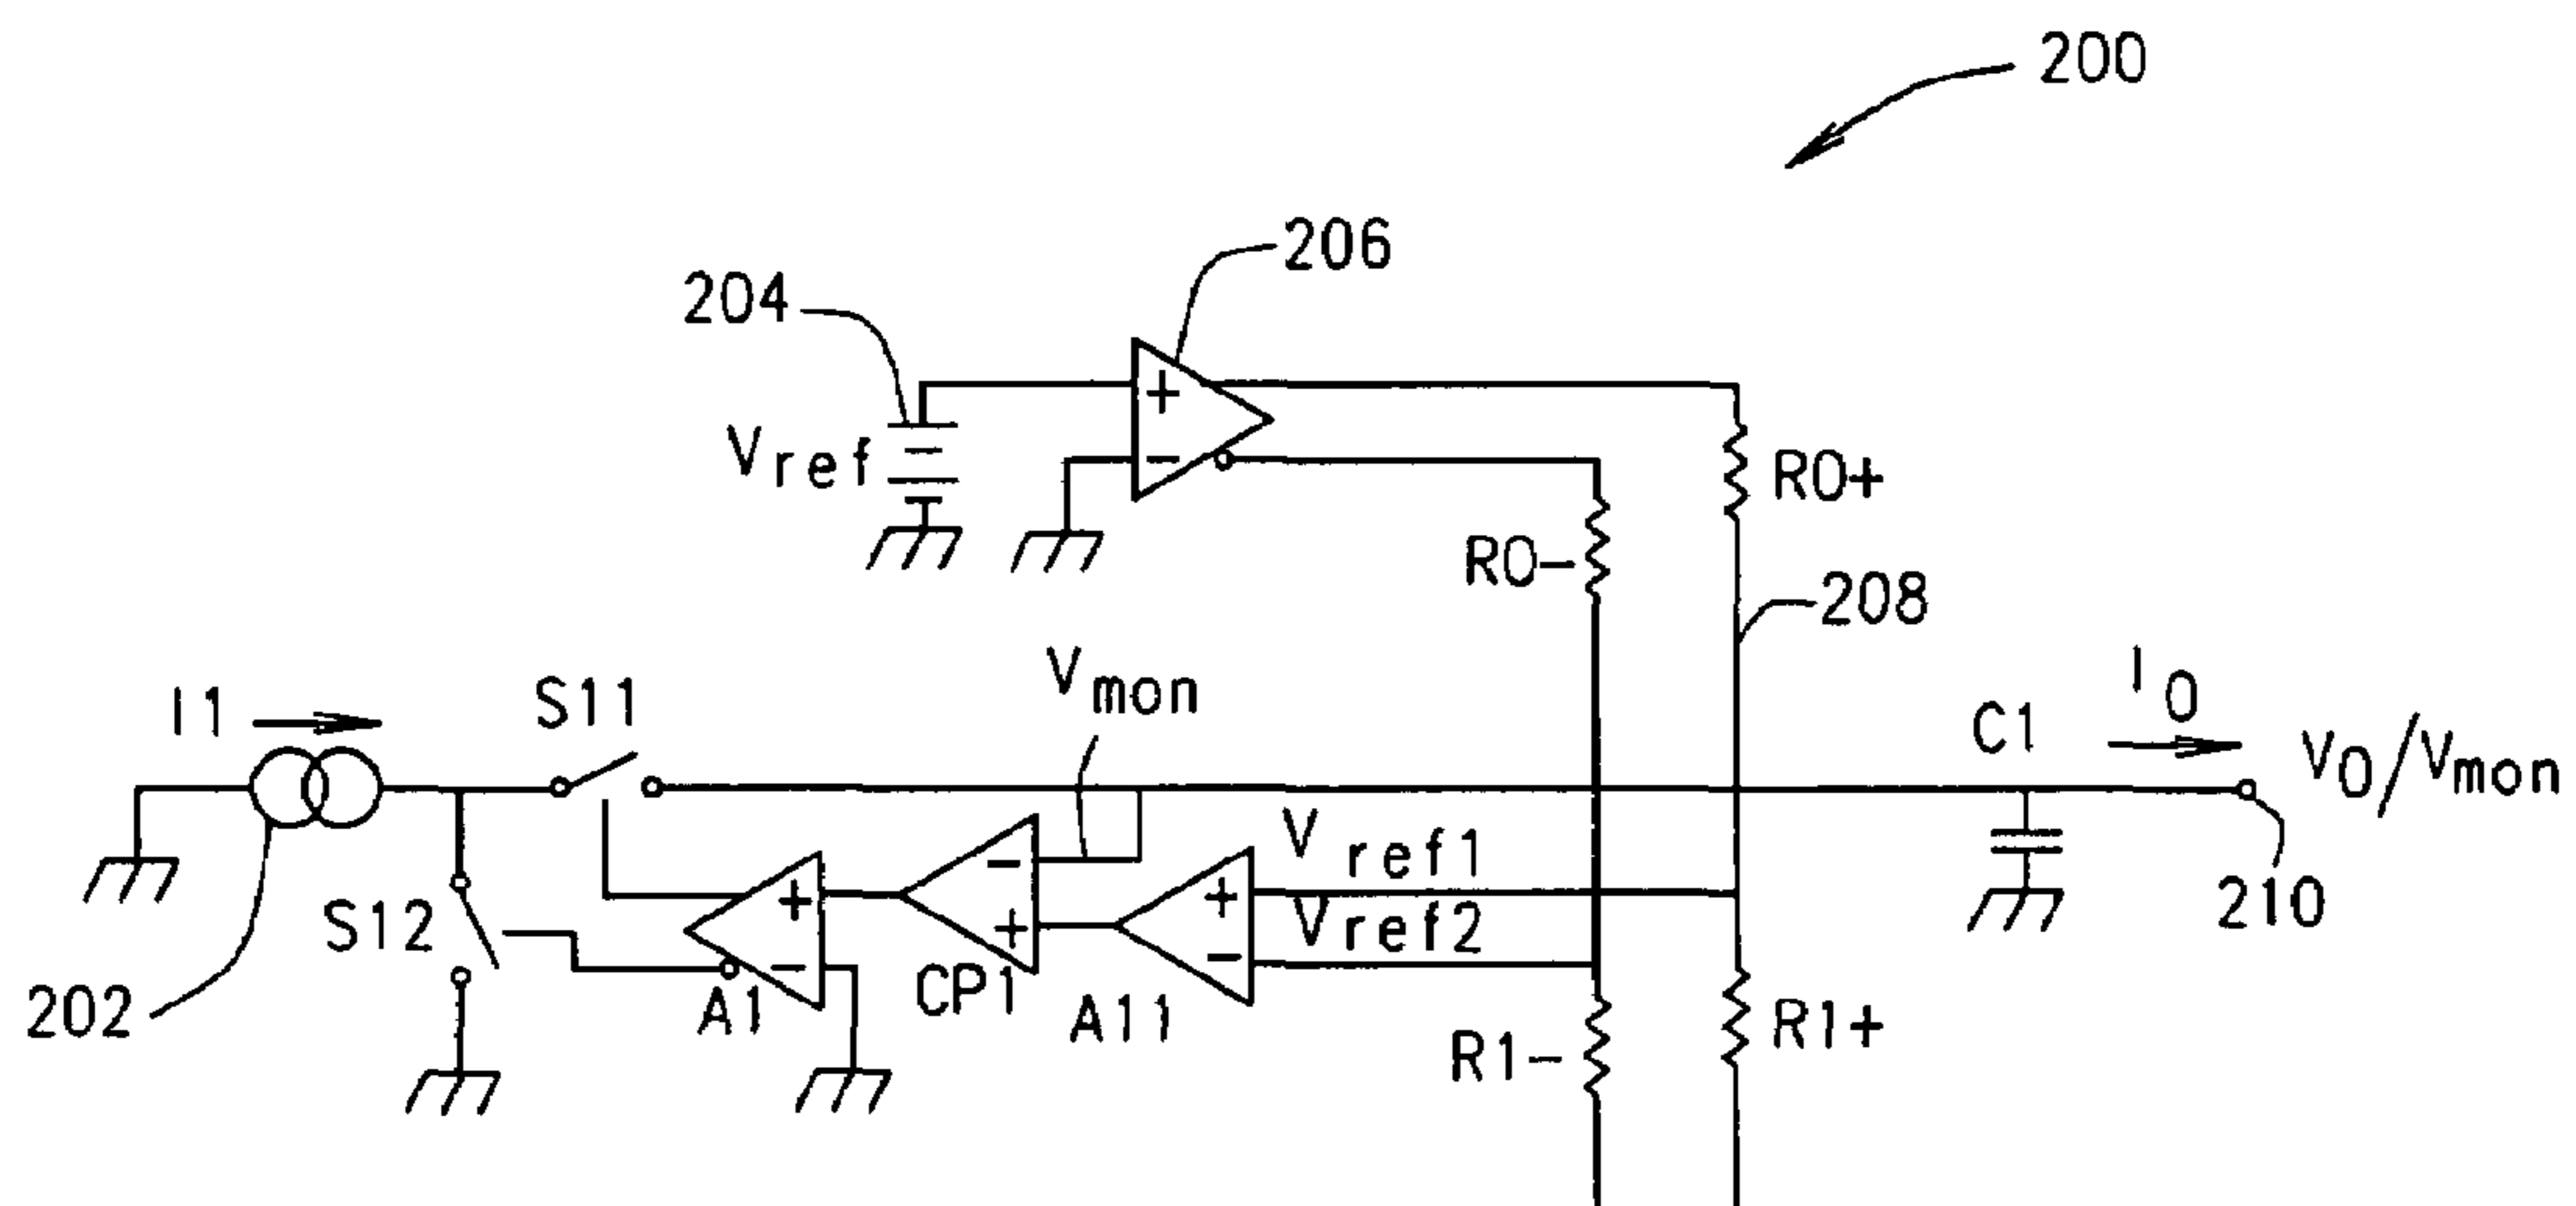 200
206
204
Vref
+
−
R0+
R0−
208
Vmon
I1
S11
C1
I0
V0/Vmon
Vref1
−
+
+
+
Vref2
−
−
S12
210
202
A1
CP1
A11
R1−
R1+